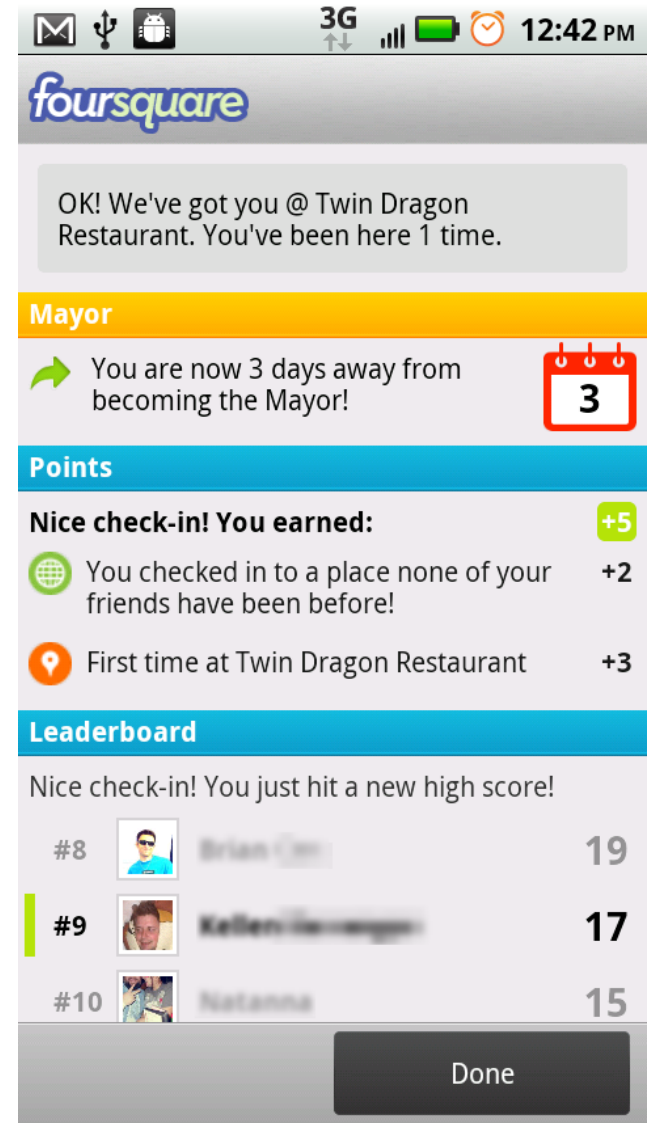 3G 12:42 PM
foursquare
OK! We've got you @ Twin Dragon
Restaurant. You've been here 1 time.
Mayor
You are now 3 days away from
becoming the Mayor!
3
Points
Nice check-in! You earned: +5
You checked in to a place none of your +2
friends have been before!
First time at Twin Dragon Restaurant +3
Leaderboard
Nice check-in! You just hit a new high score!
#8 Brian 19
#9 Kellen 17
#10 Natanna 15
Done